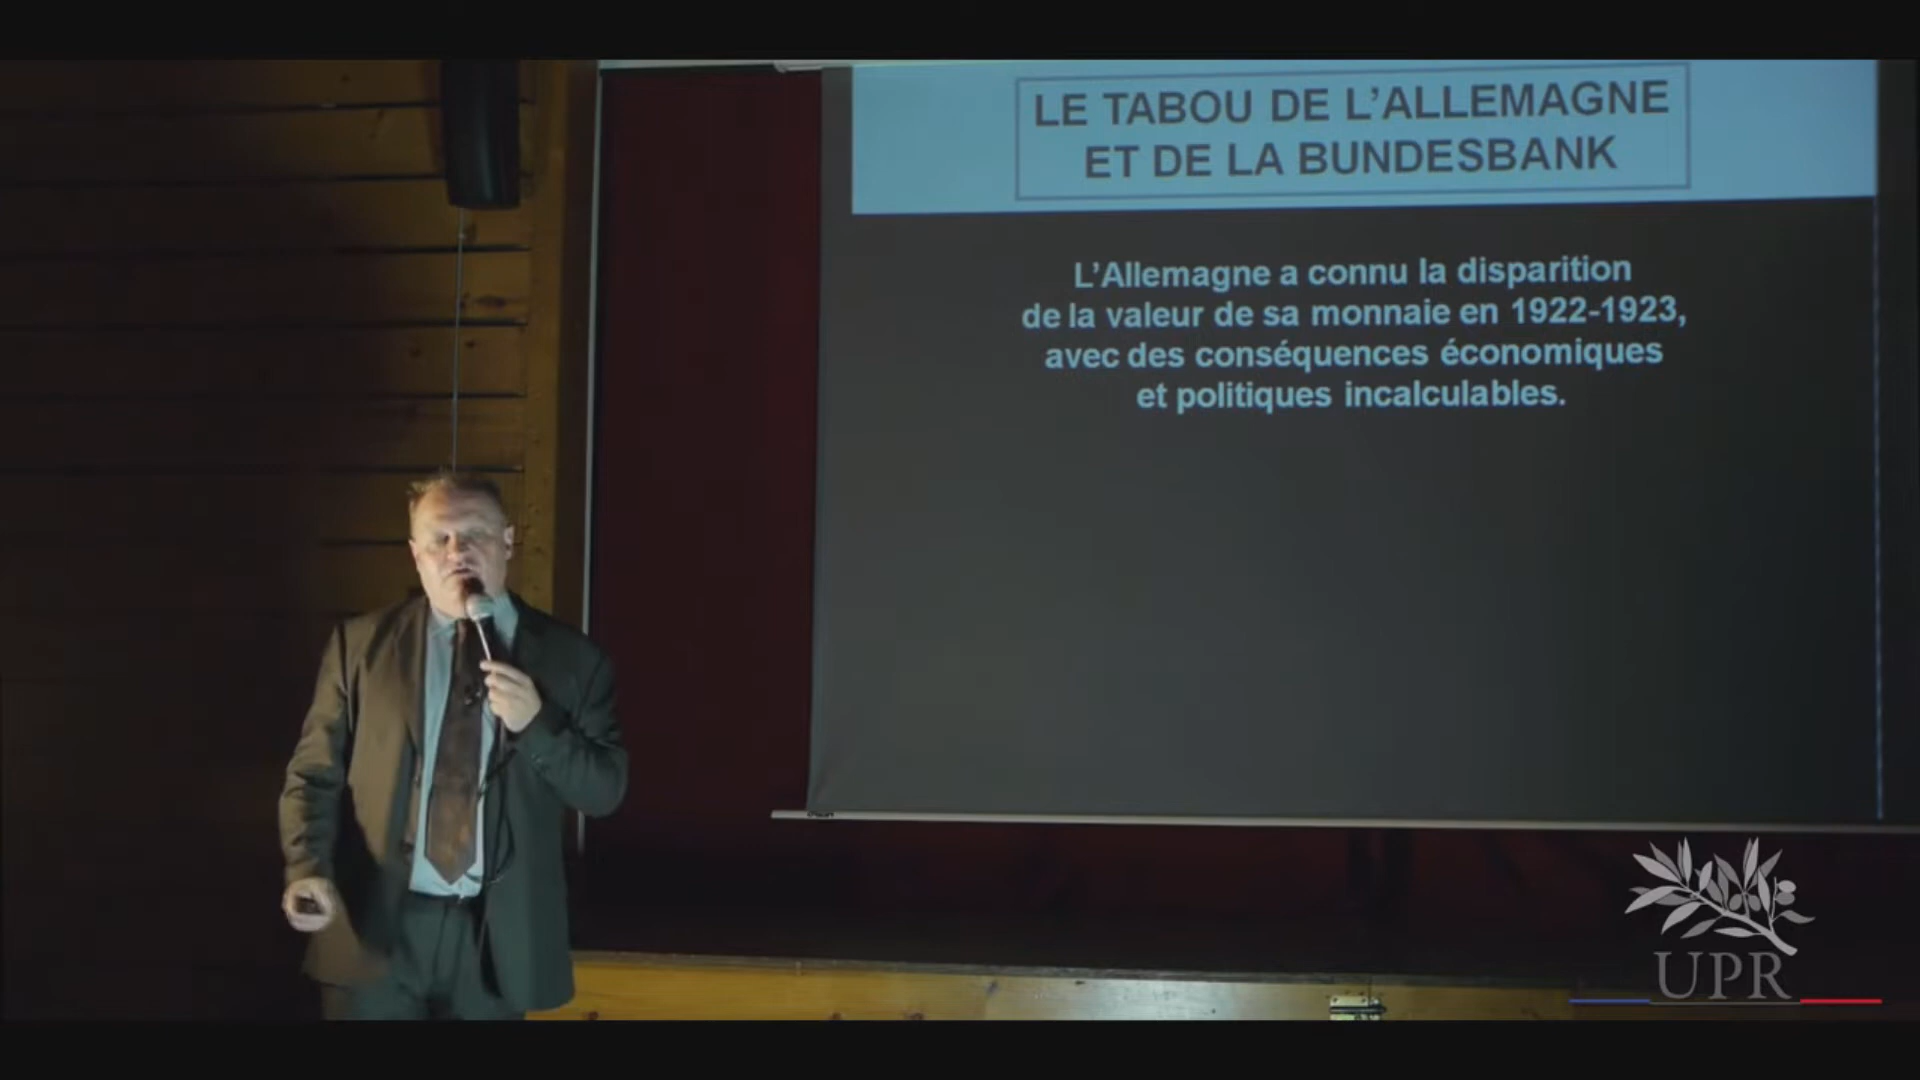 LE TABOU DE L’ALLEMAGNE
ET DE LA BUNDESBANK
L’Allemagne a connu la disparition
de la valeur de sa monnaie en 1922-1923,
avec des conséquences économiques
et politiques incalculables.
UPR